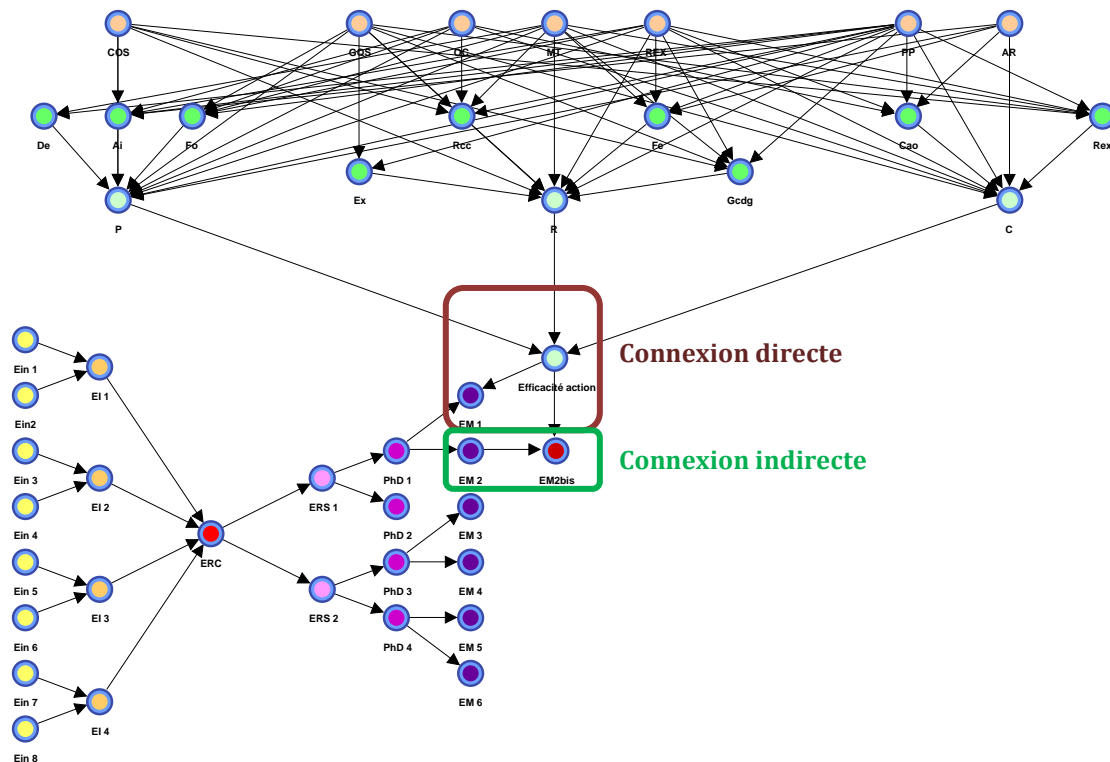 COS
GOS
OC
MT
REX
PP
AR
De
Ai
Fo
Rcc
Fe
Cao
Rex
Ex
Gcdg
P
R
C
Connexion directe
Efficacité action
EM 1
Connexion indirecte
EM 2
EM2bis
Ein 1
EI 1
Ein2
Ein 3
EI 2
Ein 4
ERC
Ein 5
EI 3
Ein 6
Ein 7
EI 4
Ein 8
ERS 1
ERS 2
PhD 1
PhD 2
PhD 3
PhD 4
EM 3
EM 4
EM 5
EM 6